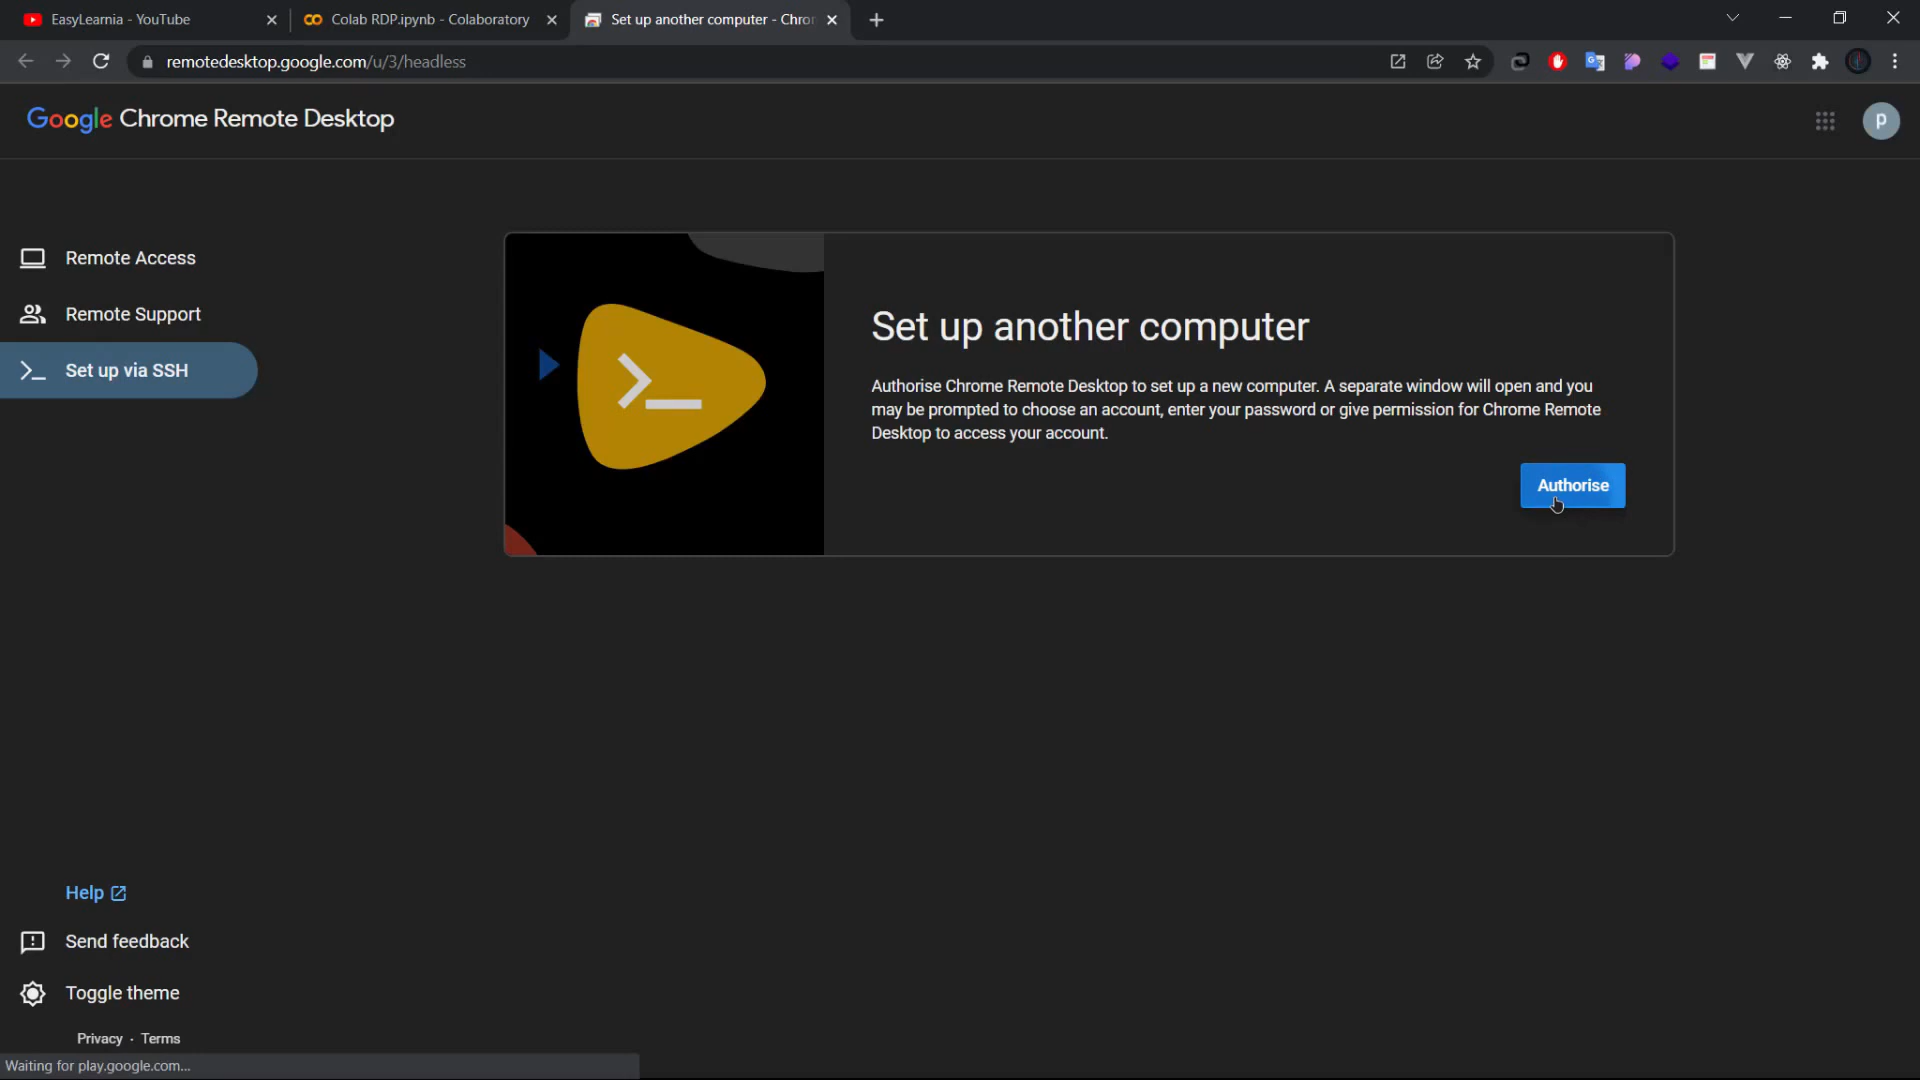 EasyLearnia - YouTube
Colab RDP.ipynb - Colaboratory
Set up another computer - Chro
remotedesktop.google.com/u/3/headless
Google Chrome Remote Desktop
p
Remote Access
Remote Support
Set up via SSH
Set up another computer
Authorise Chrome Remote Desktop to set up a new computer. A separate window will open and you
may be prompted to choose an account, enter your password or give permission for Chrome Remote
Desktop to access your account.
Authorise
Help
Send feedback
Toggle theme
Privacy · Terms
Waiting for play.google.com...